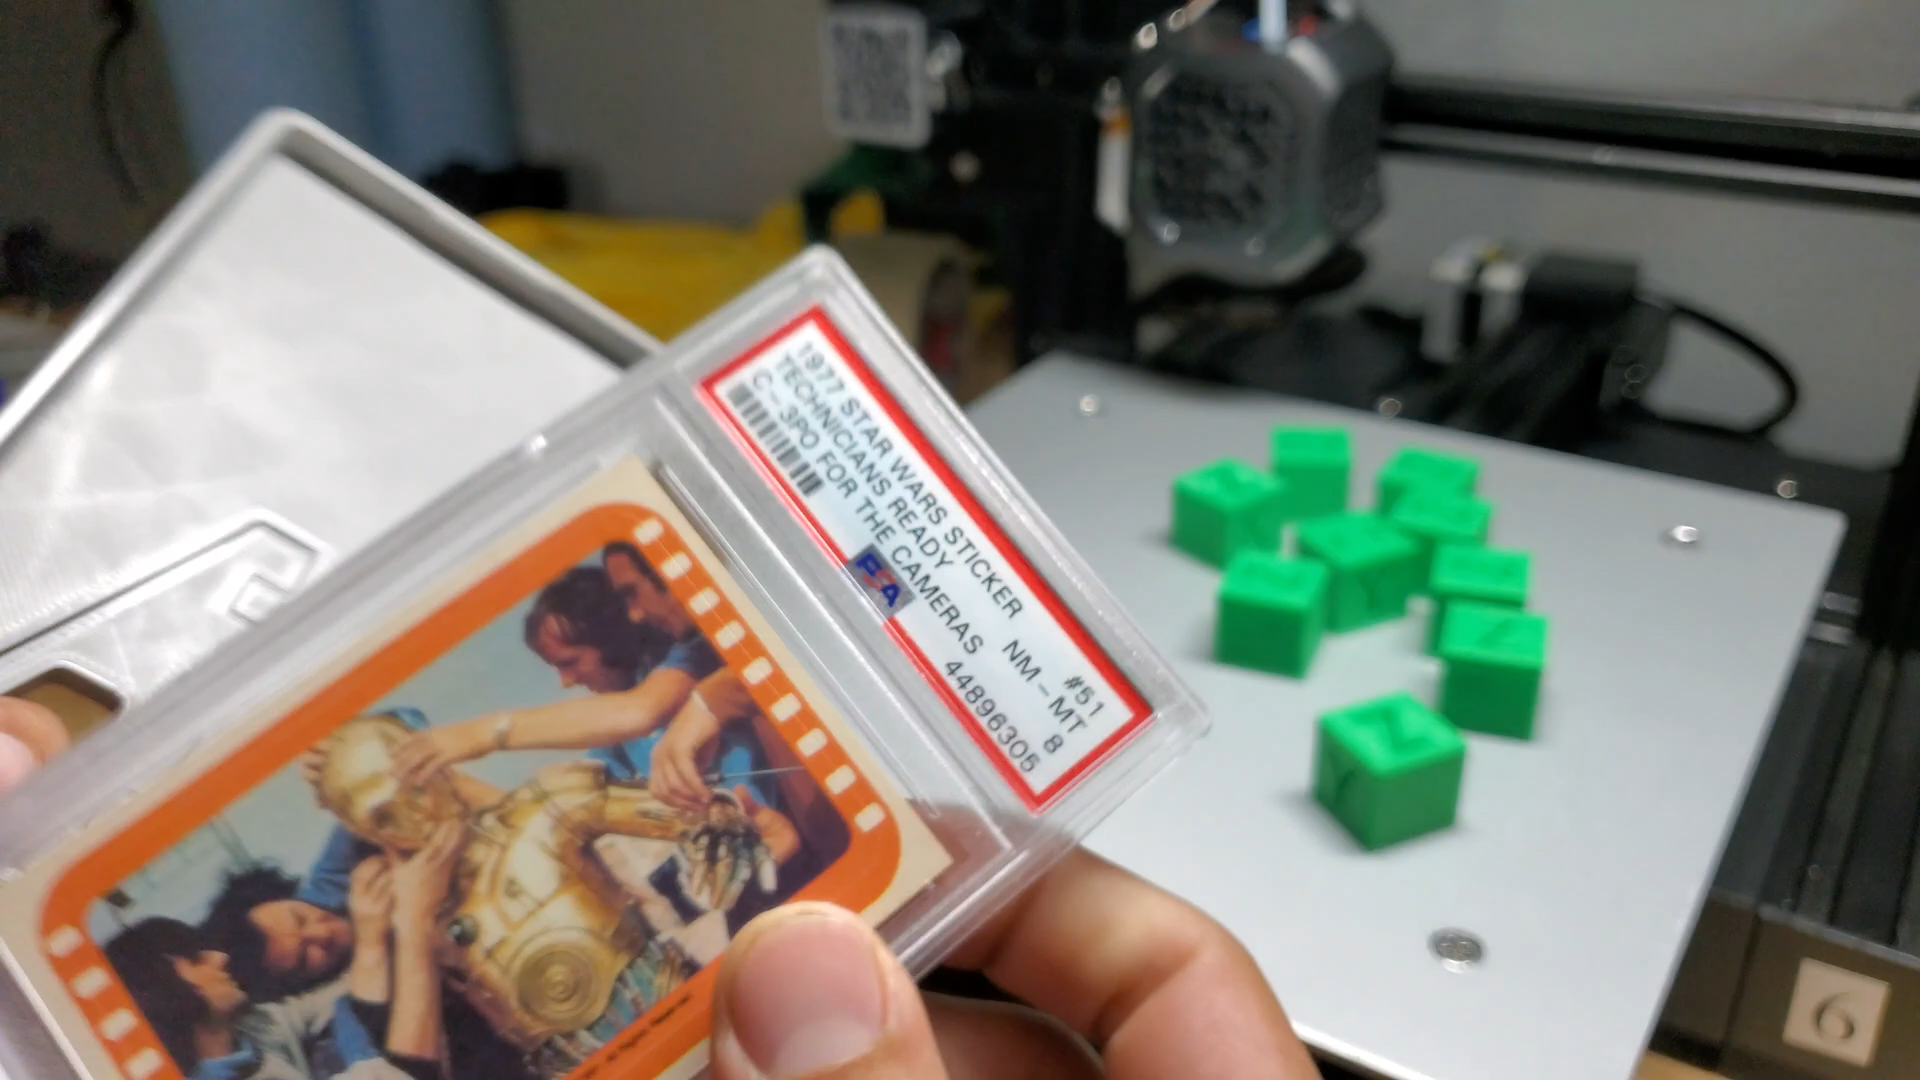 1977 STAR WARS STICKER #51
TECHNICIANS READY NM-MT
C-3PO FOR THE CAMERAS 8
PSA 44896305
X
Y
Z
6